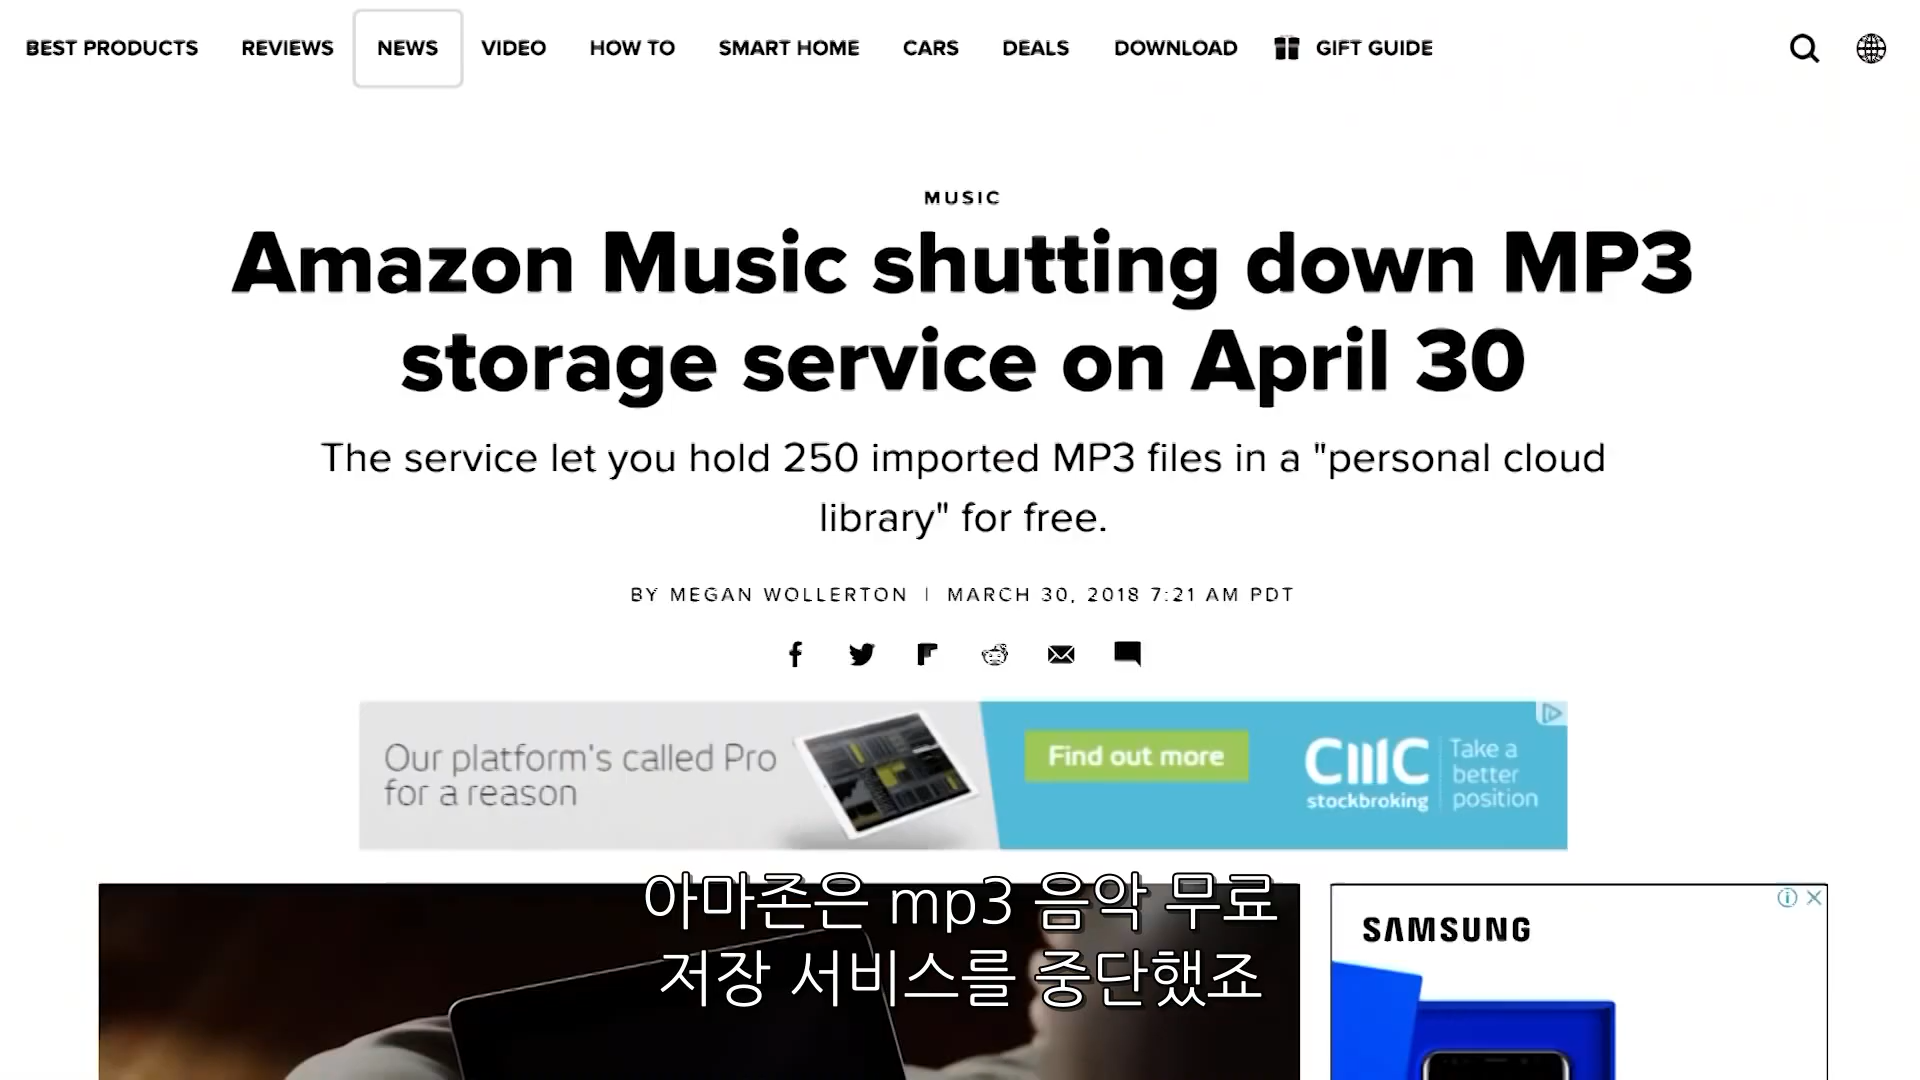 BEST PRODUCTS REVIEWS NEWS VIDEO HOW TO SMART HOME CARS DEALS DOWNLOAD GIFT GUIDE
MUSIC
Amazon Music shutting down MP3
storage service on April 30
The service let you hold 250 imported MP3 files in a "personal cloud
library" for free.
BY MEGAN WOLLERTON | MARCH 30, 2018 7:21 AM PDT
Our platform's called Pro
for a reason
Find out more
CMC
stockbroking
Take a
better
position
아마존은 mp3 음악 무료
저장 서비스를 중단했죠
SAMSUNG